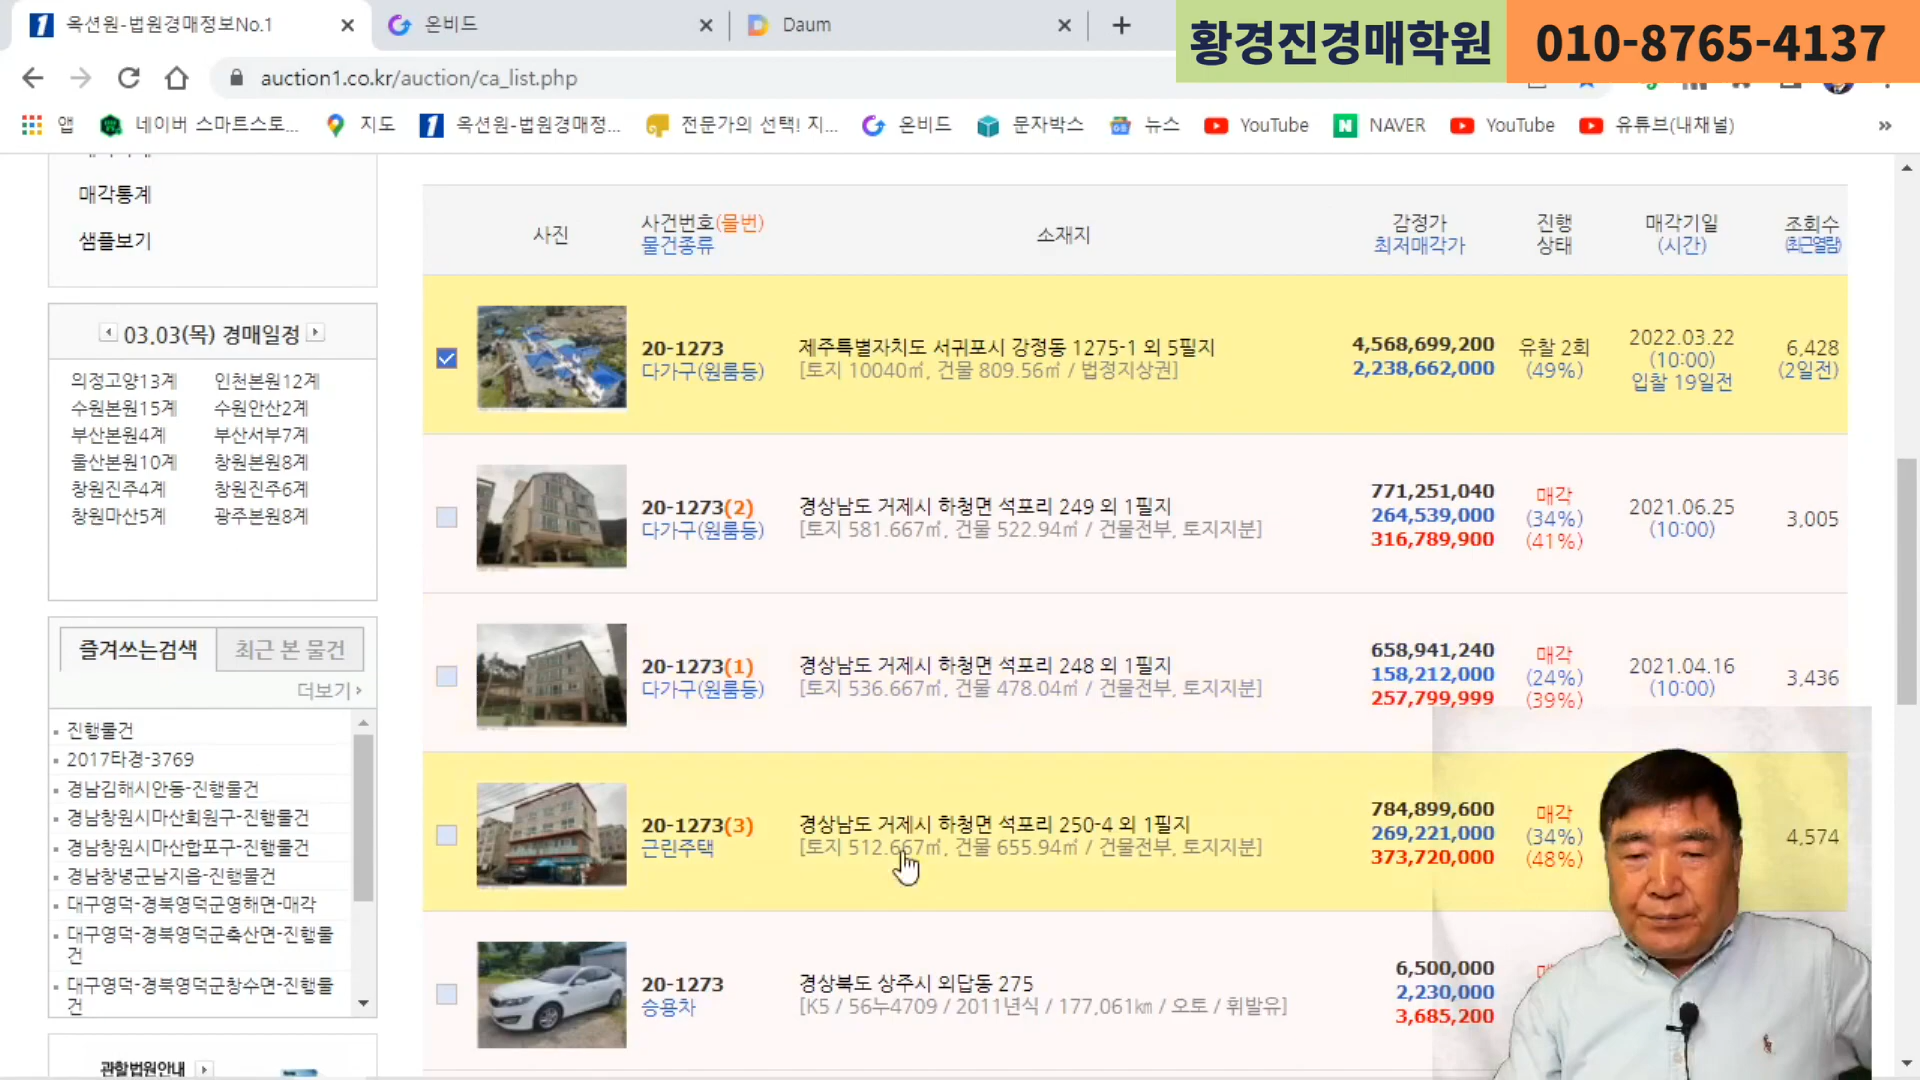 옥션원-법원경매정보No.1
온비드
Daum
황경진경매학원
010-8765-4137
auction1.co.kr/auction/ca_list.php
앱
네이버 스마트스토...
지도
옥션원-법원경매정...
전문가의 선택! 지...
온비드
문자박스
뉴스
YouTube
NAVER
YouTube
유튜브(내채널)
매각통계
샘플보기
03.03(목) 경매일정
의정고양13계 인천본원12계
수원본원15계 수원안산2계
부산본원4계 부산서부7계
울산본원10계 창원본원8계
창원진주4계 창원진주6계
창원마산5계 광주본원8계
즐겨쓰는검색
최근 본 물건
더보기
진행물건
2017타경-3769
경남김해시안동-진행물건
경남창원시마산회원구-진행물건
경남창원시마산합포구-진행물건
경남창녕군남지읍-진행물건
대구영덕-경북영덕군영해면-매각
대구영덕-경북영덕군축산면-진행물
건
대구영덕-경북영덕군창수면-진행물
건
관할법원안내
사진
사건번호(물번)
물건종류
소재지
감정가
최저매각가
진행
상태
매각기일
(시간)
조회수
(최근열람)
20-1273
다가구(원룸등)
제주특별자치도 서귀포시 강정동 1275-1 외 5필지
[토지 10040㎡, 건물 809.56㎡ / 법정지상권]
4,568,699,200
2,238,662,000
유찰 2회
(49%)
2022.03.22
(10:00)
입찰 19일전
6,428
(2일전)
20-1273(2)
다가구(원룸등)
경상남도 거제시 하청면 석포리 249 외 1필지
[토지 581.667㎡, 건물 522.94㎡ / 건물전부, 토지지분]
771,251,040
264,539,000
316,789,900
매각
(34%)
(41%)
2021.06.25
(10:00)
3,005
20-1273(1)
다가구(원룸등)
경상남도 거제시 하청면 석포리 248 외 1필지
[토지 536.667㎡, 건물 478.04㎡ / 건물전부, 토지지분]
658,941,240
158,212,000
257,799,999
매각
(24%)
(39%)
2021.04.16
(10:00)
3,436
20-1273(3)
근린주택
경상남도 거제시 하청면 석포리 250-4 외 1필지
[토지 512.667㎡, 건물 655.94㎡ / 건물전부, 토지지분]
784,899,600
269,221,000
373,720,000
매각
(34%)
(48%)
4,574
20-1273
승용차
경상북도 상주시 외답동 275
[K5 / 56누4709 / 2011년식 / 177,061㎞ / 오토 / 휘발유]
6,500,000
2,230,000
3,685,200